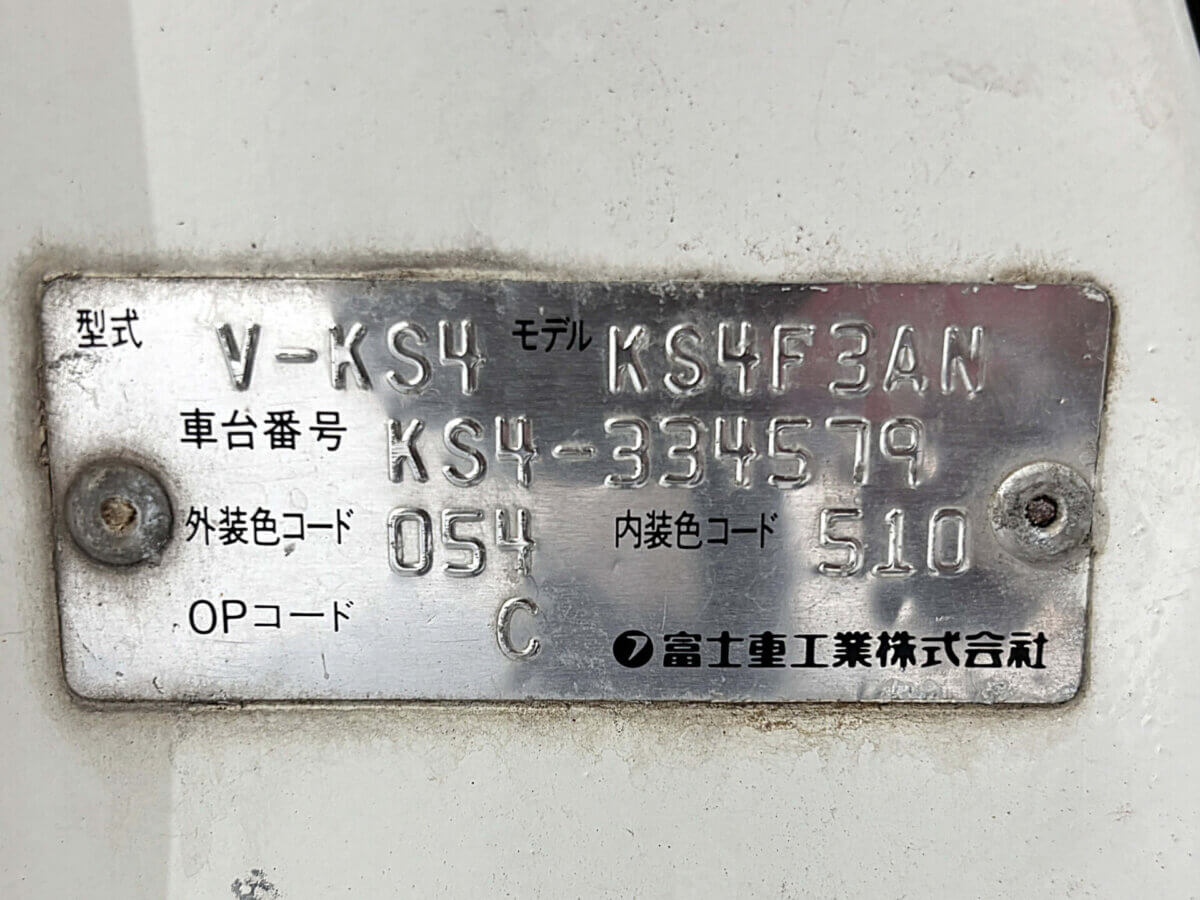 型式 V-KS4 モデル KS4F3AN
車台番号 KS4-334579
外装色コード 054 内装色コード 510
OPコード C
富士重工業株式会社